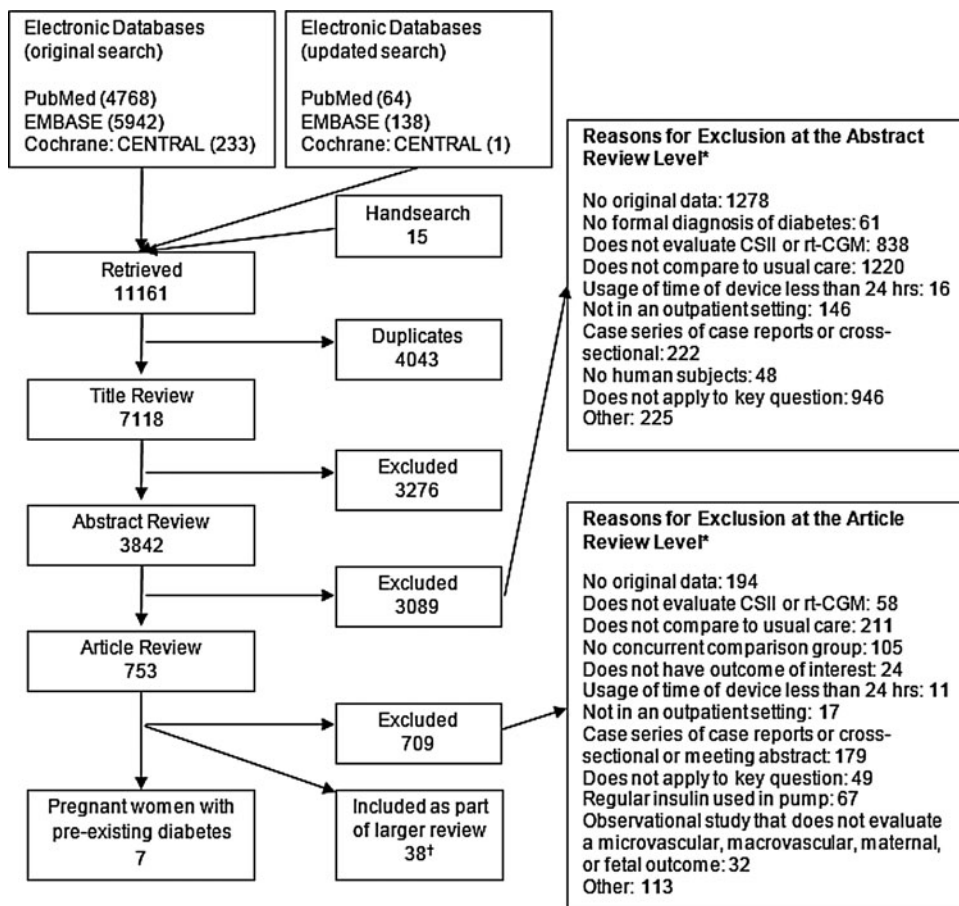 Electronic Databases
(original search)
PubMed (4768)
EMBASE (5942)
Cochrane: CENTRAL (233)
Electronic Databases
(updated search)
PubMed (64)
EMBASE (138)
Cochrane: CENTRAL (1)
Handsearch
15
Retrieved
11161
Duplicates
4043
Title Review
7118
Excluded
3276
Abstract Review
3842
Excluded
3089
Article Review
753
Excluded
709
Pregnant women with
pre-existing diabetes
7
Included as part
of larger review
38†
Reasons for Exclusion at the Abstract
Review Level*
No original data: 1278
No formal diagnosis of diabetes: 61
Does not evaluate CSII or rt-CGM: 838
Does not compare to usual care: 1220
Usage of time of device less than 24 hrs: 16
Not in an outpatient setting: 146
Case series of case reports or cross-
sectional: 222
No human subjects: 48
Does not apply to key question: 946
Other: 225
Reasons for Exclusion at the Article
Review Level*
No original data: 194
Does not evaluate CSII or rt-CGM: 58
Does not compare to usual care: 211
No concurrent comparison group: 105
Does not have outcome of interest: 24
Usage of time of device less than 24 hrs: 11
Not in an outpatient setting: 17
Case series of case reports or cross-
sectional or meeting abstract: 179
Does not apply to key question: 49
Regular insulin used in pump: 67
Observational study that does not evaluate
a microvascular, macrovascular, maternal,
or fetal outcome: 32
Other: 113